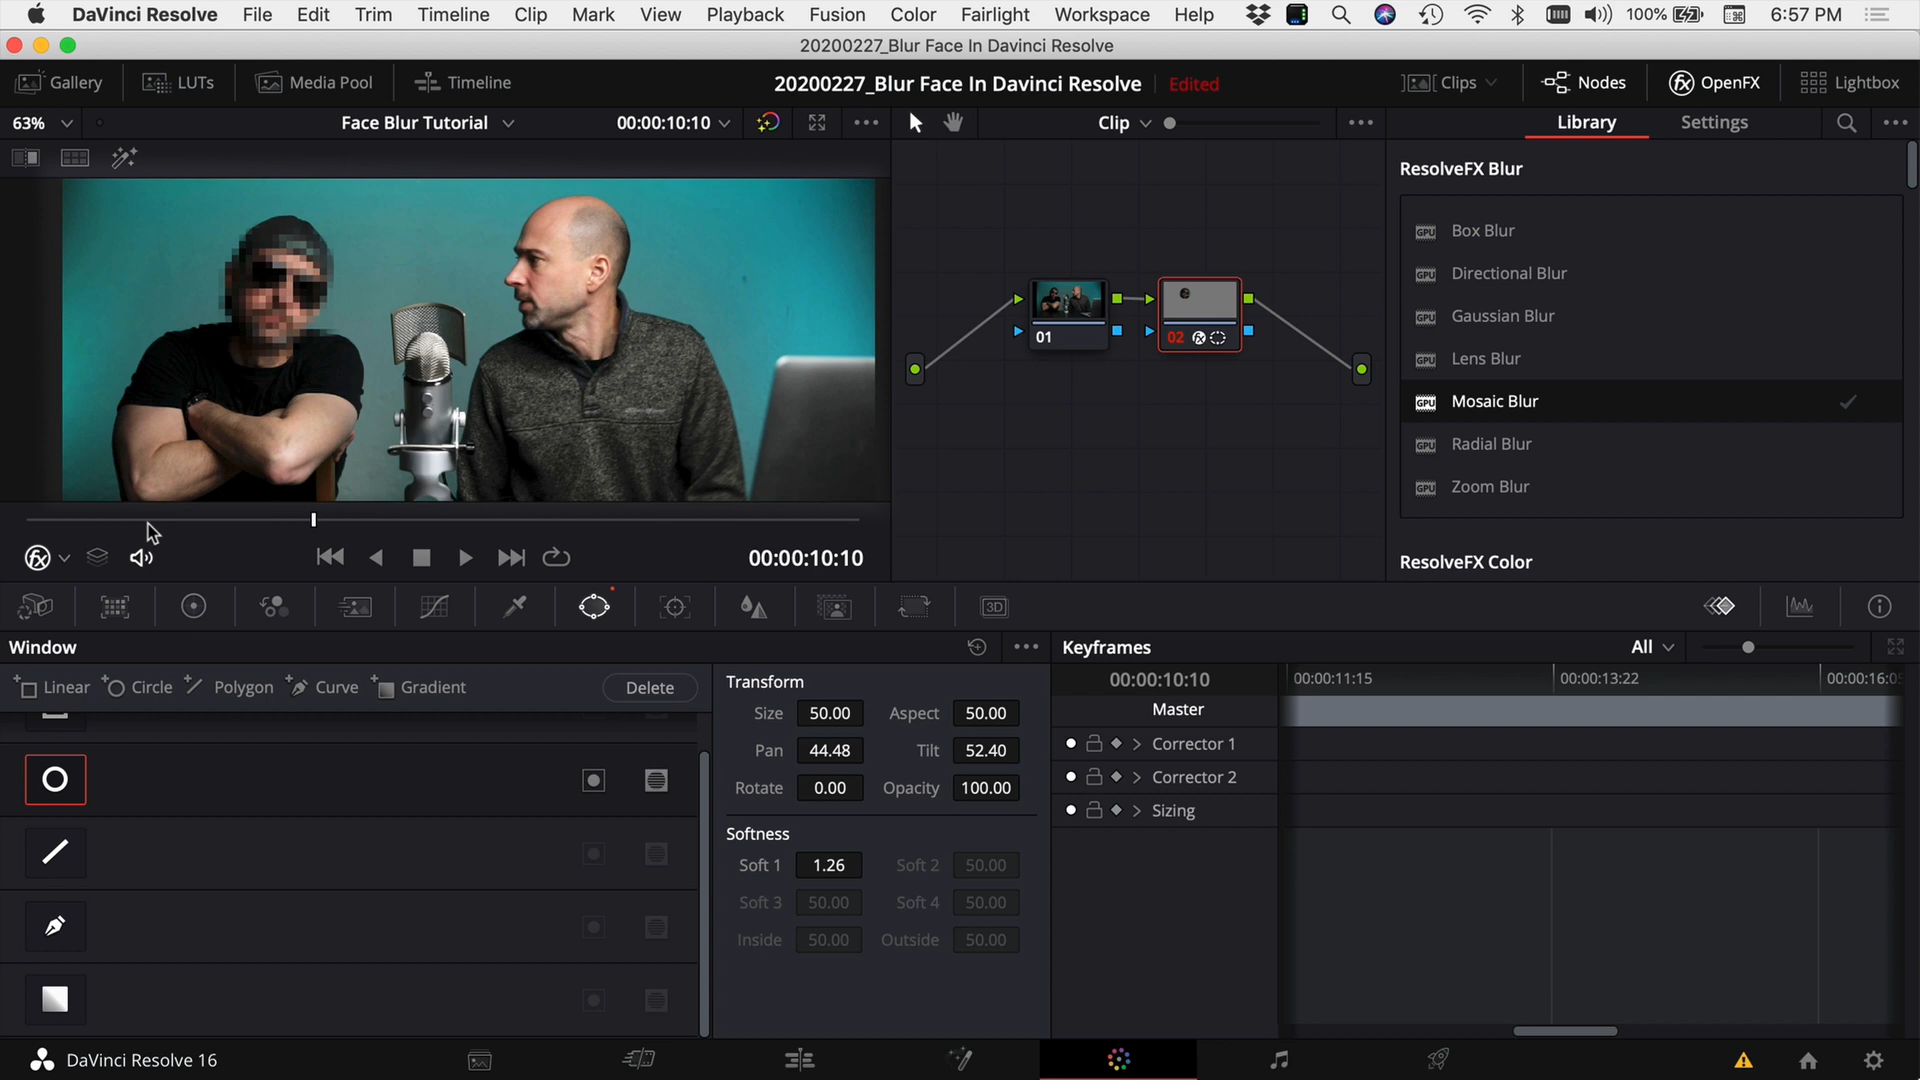 DaVinci Resolve File Edit Trim Timeline Clip Mark View Playback Fusion Color Fairlight Workspace Help 100% 6:57 PM
20200227_Blur Face In Davinci Resolve
Gallery LUTs Media Pool Timeline 20200227_Blur Face In Davinci Resolve Edited Clips Nodes OpenFX Lightbox
63% Face Blur Tutorial 00:00:10:10 Clip Library Settings
ResolveFX Blur
Box Blur
Directional Blur
Gaussian Blur
Lens Blur
Mosaic Blur
Radial Blur
Zoom Blur
ResolveFX Color
01 02
00:00:10:10
3D
Window
Linear Circle Polygon Curve Gradient Delete
Transform
Size 50.00 Aspect 50.00
Pan 44.48 Tilt 52.40
Rotate 0.00 Opacity 100.00
Softness
Soft 1 1.26 Soft 2 50.00
Soft 3 50.00 Soft 4 50.00
Inside 50.00 Outside 50.00
Keyframes All
00:00:10:10 00:00:11:15 00:00:13:22
Master
Corrector 1
Corrector 2
Sizing
DaVinci Resolve 16